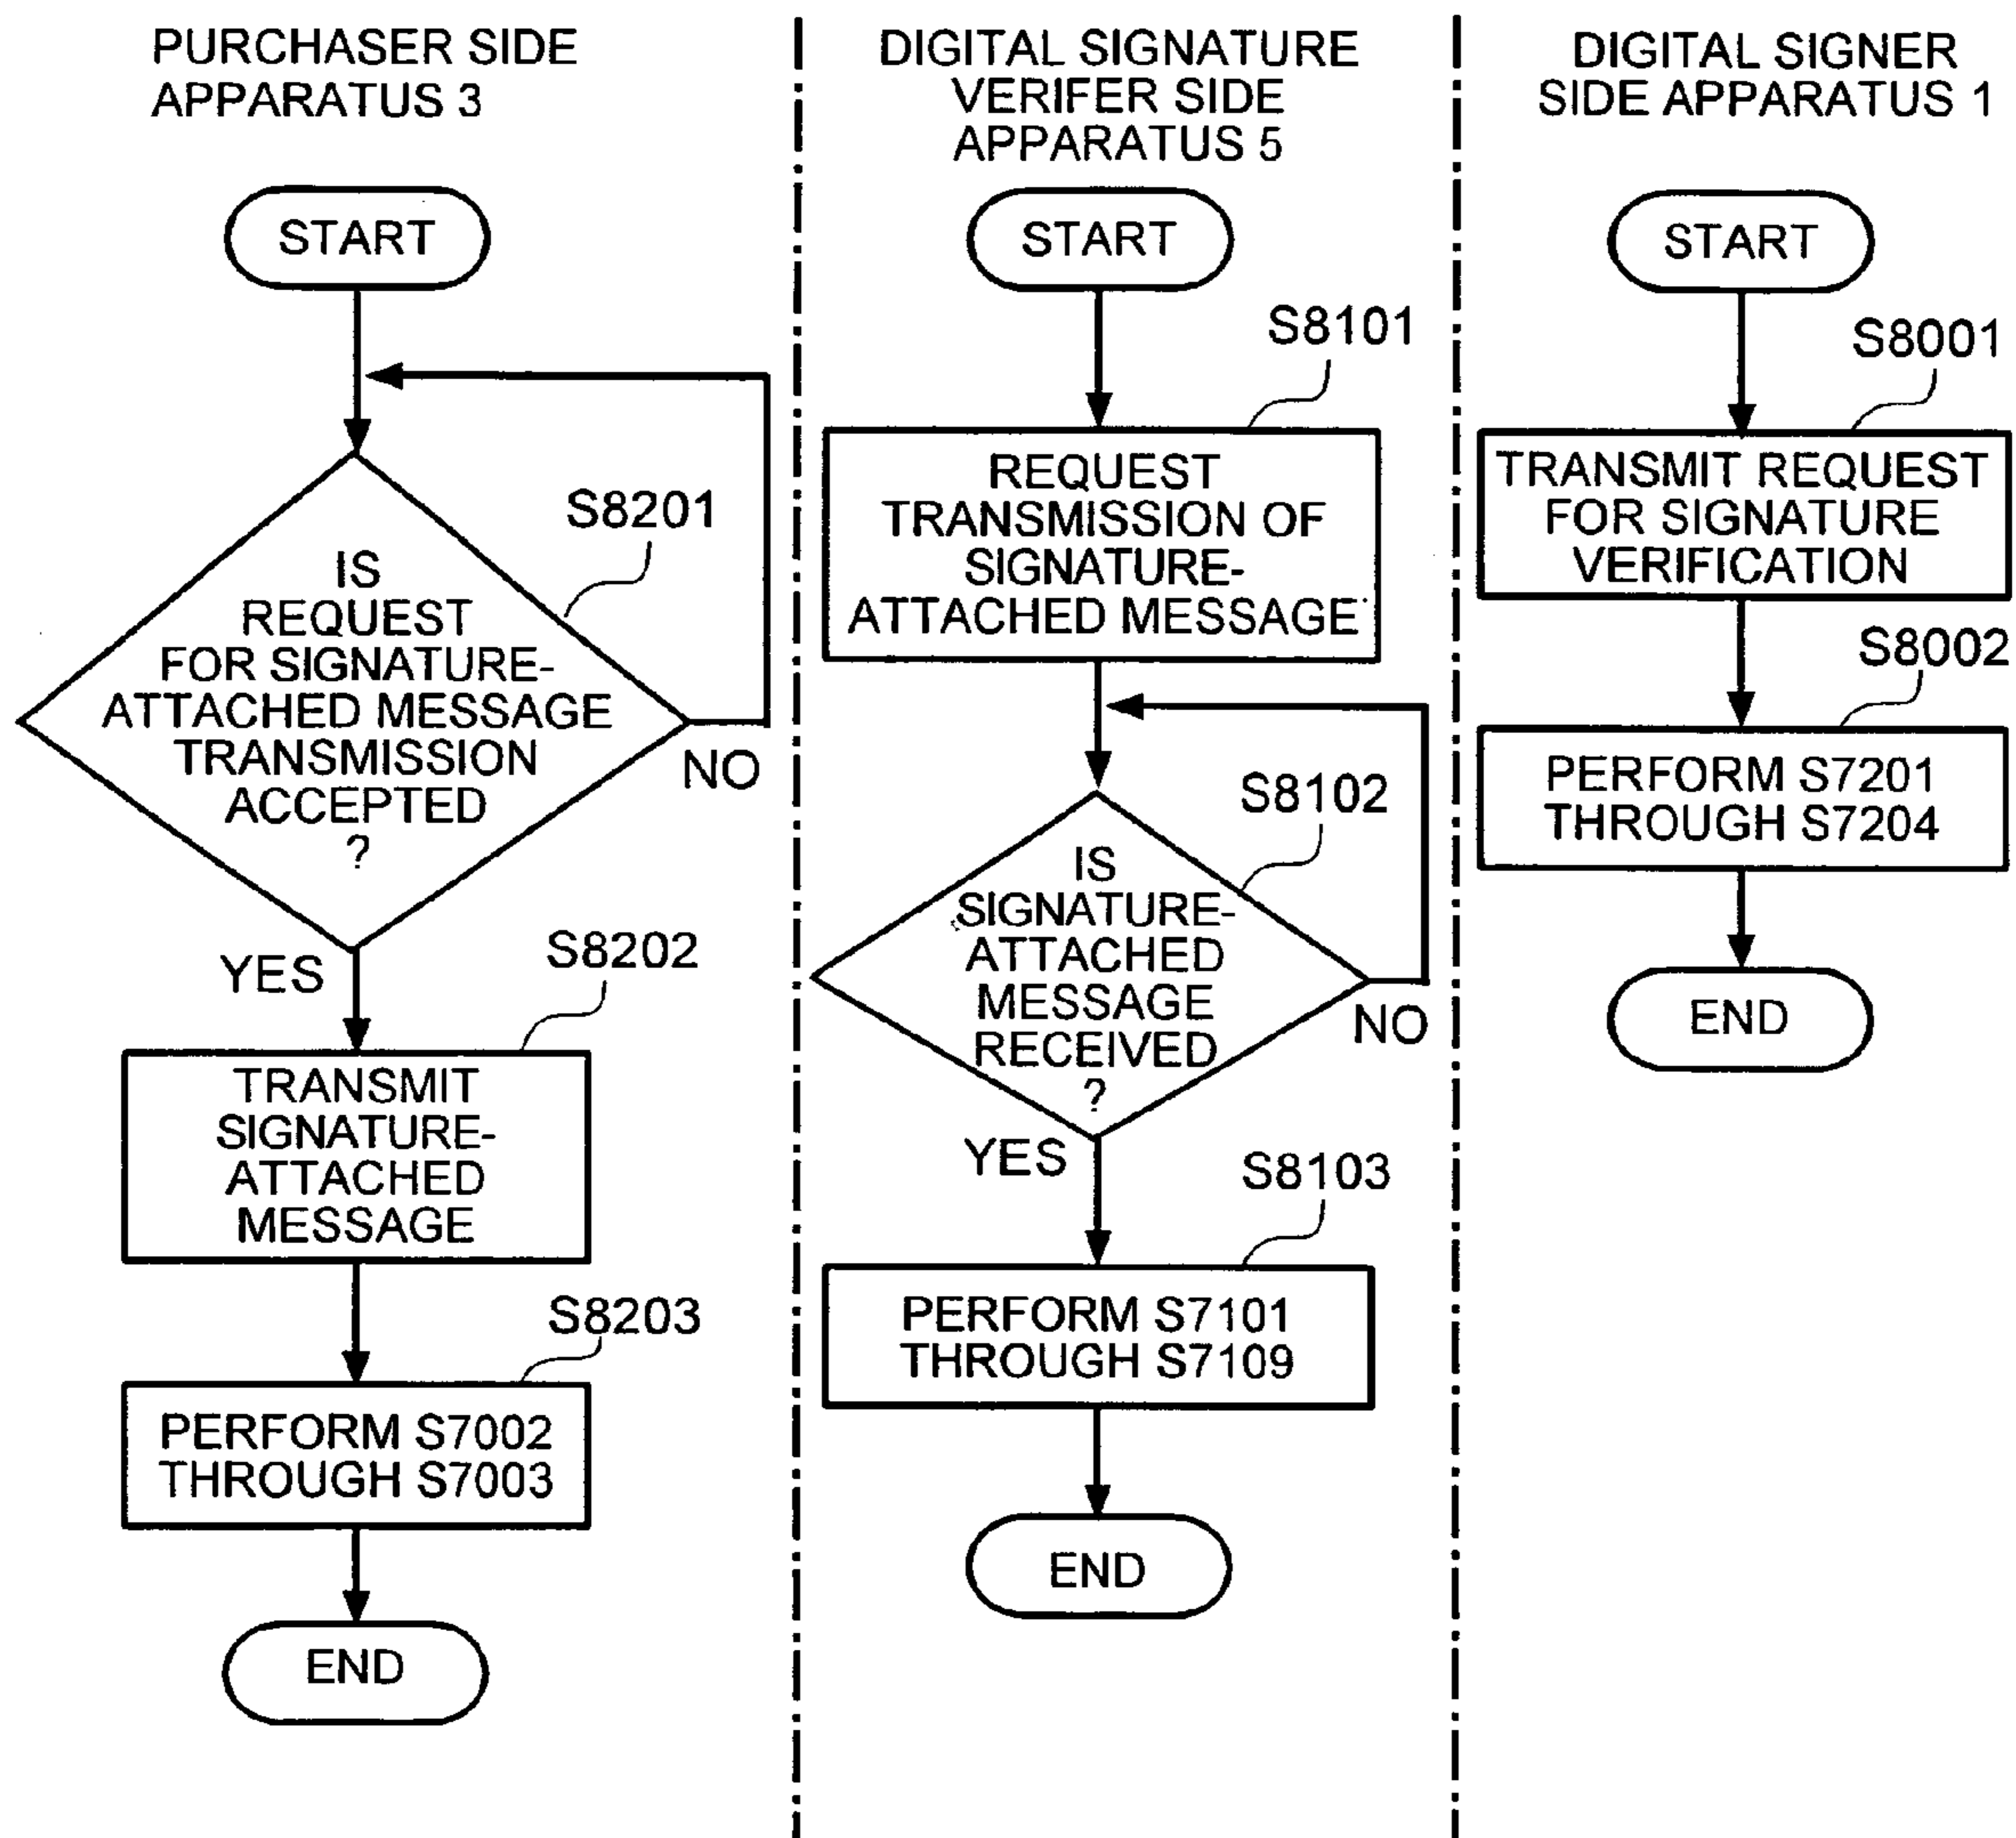 PURCHASER SIDE
APPARATUS 3
START
S8201
IS
REQUEST
FOR SIGNATURE-
ATTACHED MESSAGE
TRANSMISSION
ACCEPTED
?
NO
YES
S8202
TRANSMIT
SIGNATURE-
ATTACHED
MESSAGE
S8203
PERFORM S7002
THROUGH S7003
END
DIGITAL SIGNATURE
VERIFER SIDE
APPARATUS 5
START
S8101
REQUEST
TRANSMISSION OF
SIGNATURE-
ATTACHED MESSAGE
S8102
IS
SIGNATURE-
ATTACHED
MESSAGE
RECEIVED
?
NO
YES
S8103
PERFORM S7101
THROUGH S7109
END
DIGITAL SIGNER
SIDE APPARATUS 1
START
S8001
TRANSMIT REQUEST
FOR SIGNATURE
VERIFICATION
S8002
PERFORM S7201
THROUGH S7204
END